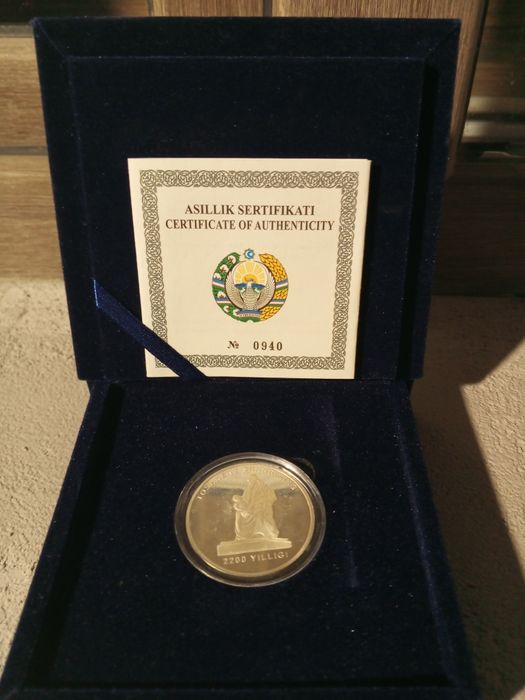 ASILLIK SERTIFIKATI
CERTIFICATE OF AUTHENTICITY
№ 0940
2200 YILLIGI